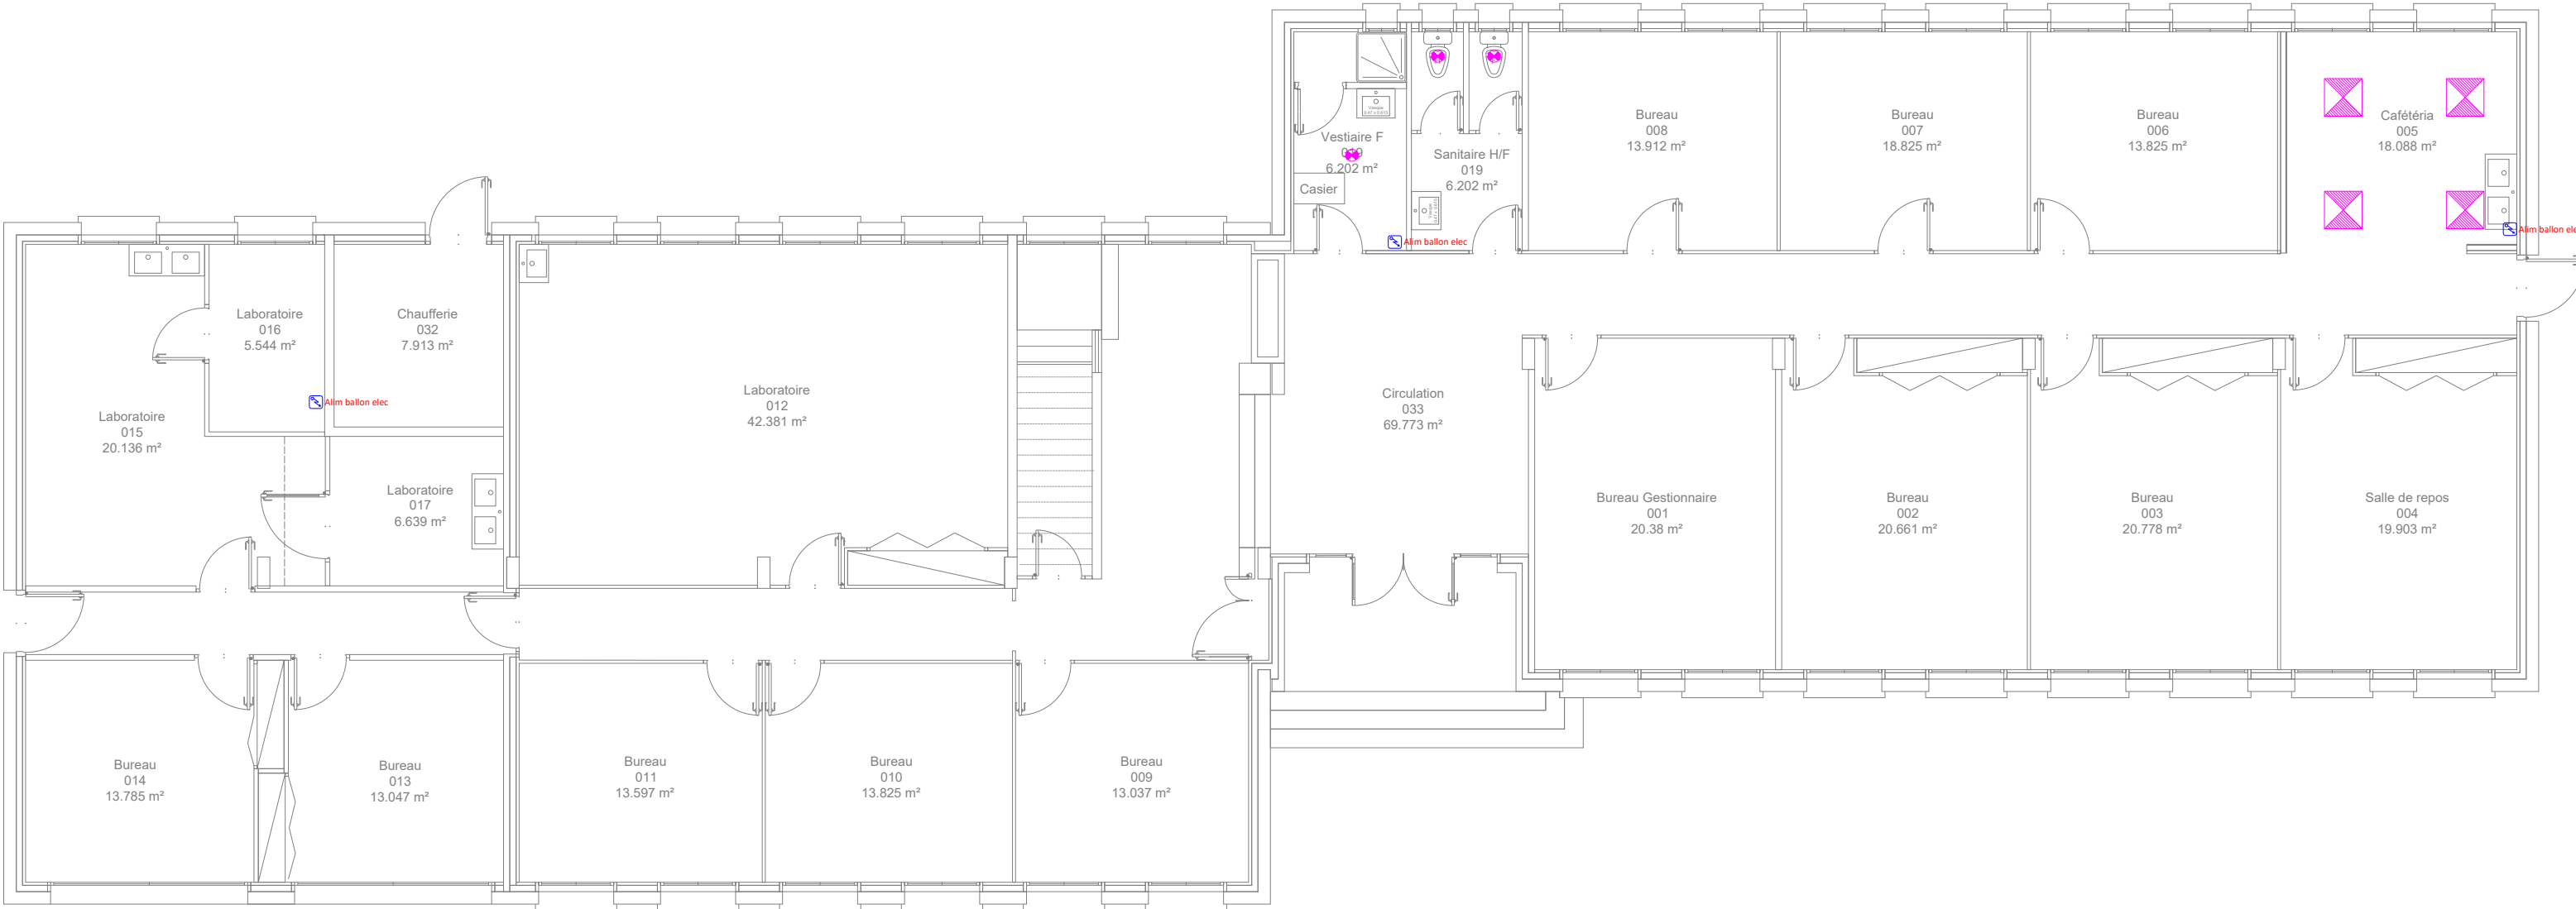 Vestiaire F
6.202 m²
Casier
Sanitaire H/F
019
6.202 m²
Alim ballon elec
Bureau
008
13.912 m²
Bureau
007
18.825 m²
Bureau
006
13.825 m²
Cafétéria
005
18.088 m²
Alim ballon ele
Laboratoire
016
5.544 m²
Chaufferie
032
7.913 m²
Alim ballon elec
Laboratoire
015
20.136 m²
Laboratoire
017
6.639 m²
Laboratoire
012
42.381 m²
Circulation
033
69.773 m²
Bureau Gestionnaire
001
20.38 m²
Bureau
002
20.661 m²
Bureau
003
20.778 m²
Salle de repos
004
19.903 m²
Bureau
014
13.785 m²
Bureau
013
13.047 m²
Bureau
011
13.597 m²
Bureau
010
13.825 m²
Bureau
009
13.037 m²